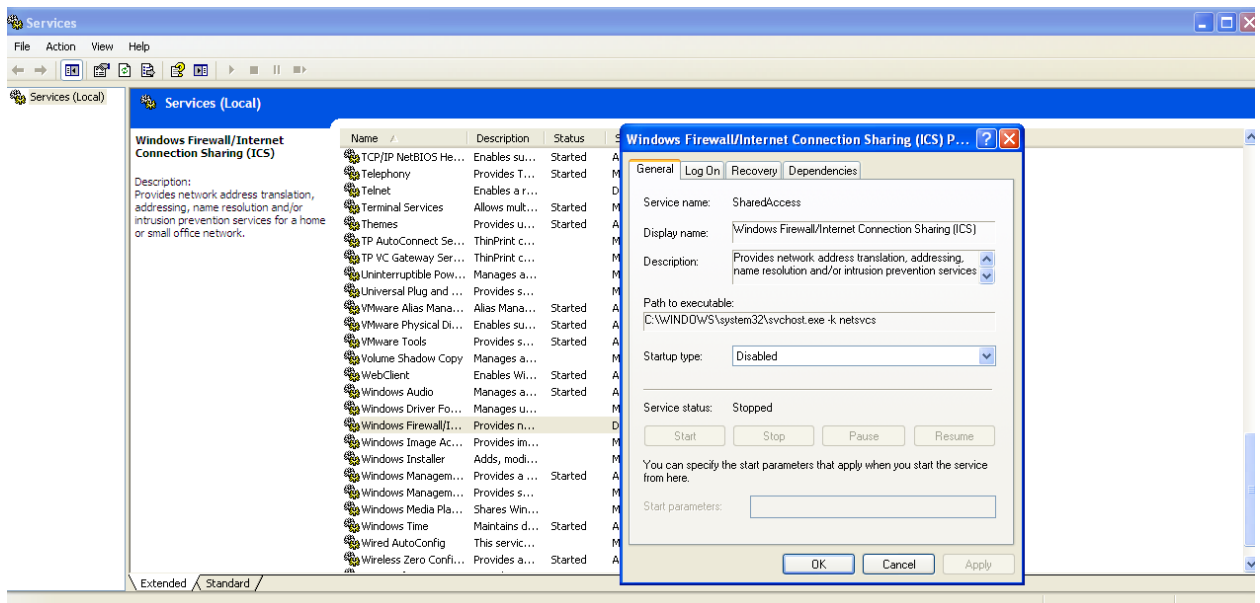 Services
File Action View Help
Services (Local)
Services (Local)
Windows Firewall/Internet
Connection Sharing (ICS)
Description:
Provides network address translation,
addressing, name resolution and/or
intrusion prevention services for a home
or small office network.
Name Description Status
TCP/IP NetBIOS He... Enables su... Started A
Telephony Provides T... Started M
Telnet Enables a r... D
Terminal Services Allows mult... Started M
Themes Provides u... Started A
TP AutoConnect Se... ThinPrint c... M
TP VC Gateway Ser... ThinPrint c... M
Uninterruptible Pow... Manages a... M
Universal Plug and ... Provides s... M
VMware Alias Mana... Alias Mana... Started A
VMware Physical Di... Enables su... Started A
VMware Tools Provides s... Started A
Volume Shadow Copy Manages a... M
WebClient Enables Wi... Started A
Windows Audio Manages a... Started A
Windows Driver Fo... Manages u... M
Windows Firewall/I... Provides n... D
Windows Image Ac... Provides im... M
Windows Installer Adds, modi... M
Windows Managem... Provides a ... Started A
Windows Managem... Provides s... M
Windows Media Pla... Shares Win... M
Windows Time Maintains d... Started A
Wired AutoConfig This servic... M
Wireless Zero Confi... Provides a... Started A
Extended Standard
Windows Firewall/Internet Connection Sharing (ICS) P...
General Log On Recovery Dependencies
Service name: SharedAccess
Display name: Windows Firewall/Internet Connection Sharing (ICS)
Description: Provides network address translation, addressing,
name resolution and/or intrusion prevention services
Path to executable:
C:\WINDOWS\system32\svchost.exe -k netsvcs
Startup type: Disabled
Service status: Stopped
Start Stop Pause Resume
You can specify the start parameters that apply when you start the service
from here.
Start parameters:
OK Cancel Apply